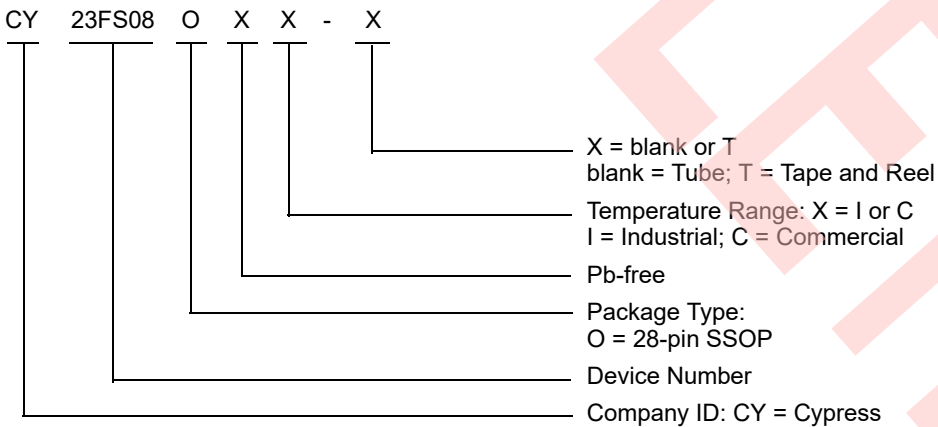 CY 23FS08 O X X - X
X = blank or T
blank = Tube; T = Tape and Reel
Temperature Range: X = I or C
I = Industrial; C = Commercial
Pb-free
Package Type:
O = 28-pin SSOP
Device Number
Company ID: CY = Cypress